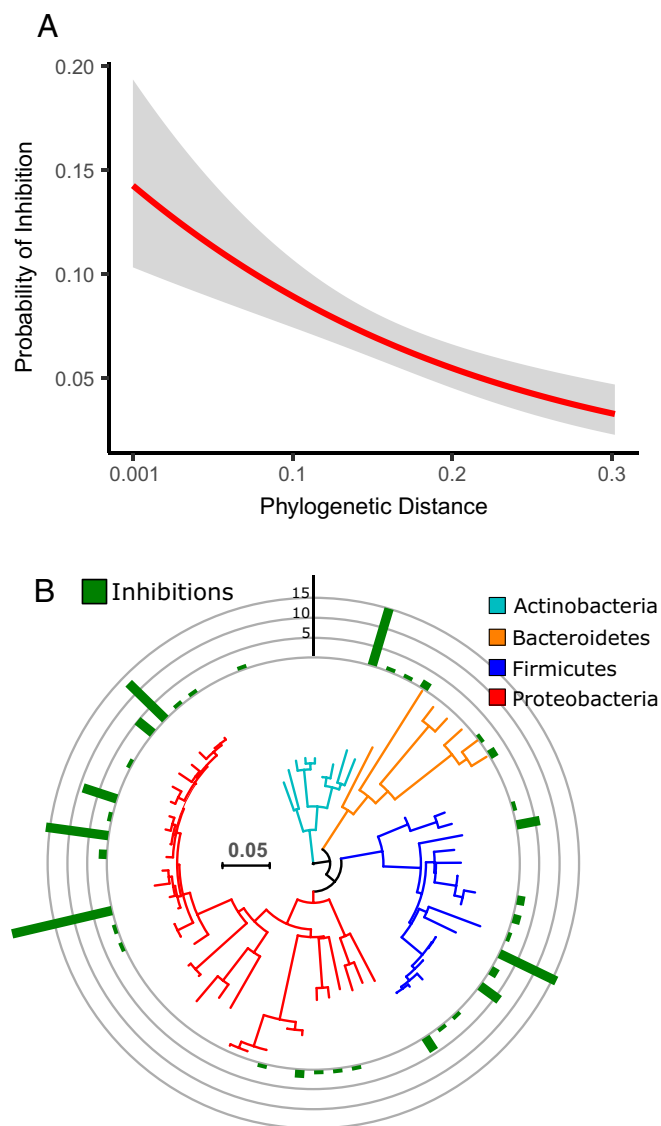 A
0.20
0.15
0.10
0.05
Probability of Inhibition
0.001
0.1
0.2
0.3
Phylogenetic Distance
B
Inhibitions
15
10
5
Actinobacteria
Bacteroidetes
Firmicutes
Proteobacteria
0.05